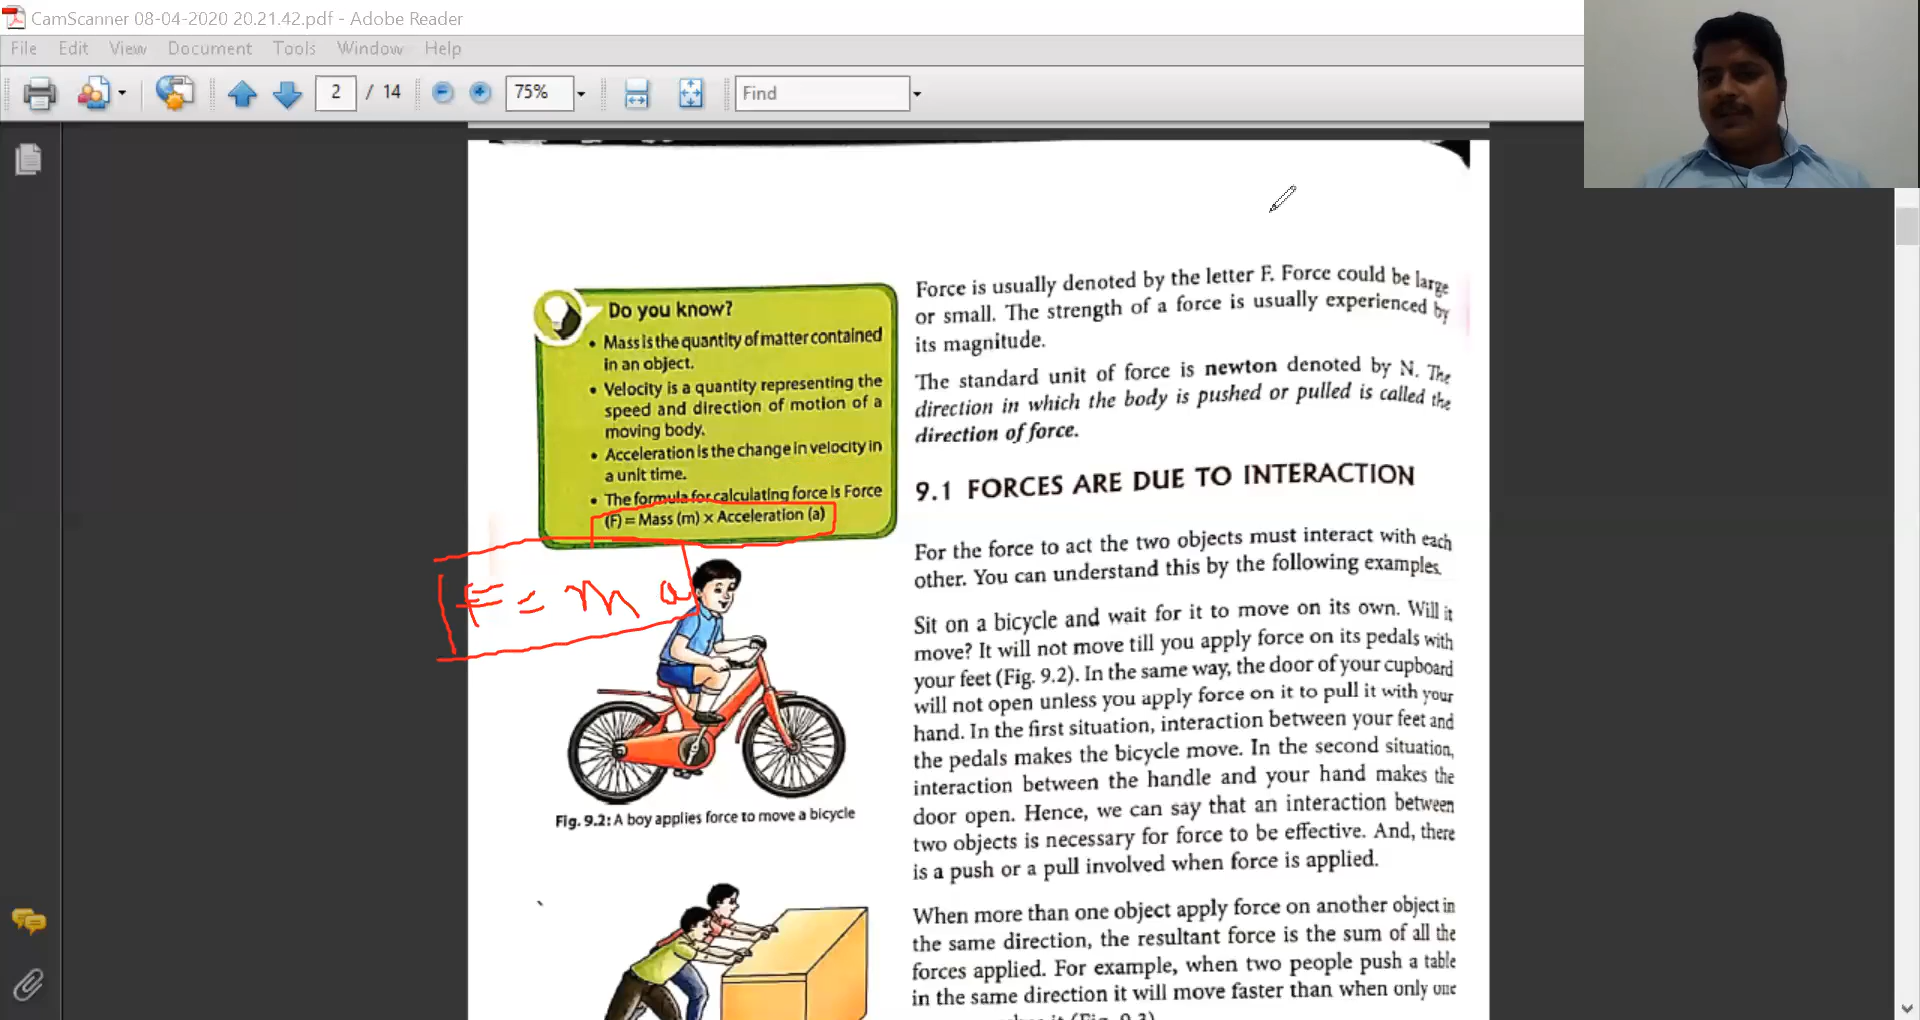 CamScanner 08-04-2020 20.21.42.pdf - Adobe Reader
File Edit View Document Tools Window Help
2 / 14 75% Find
Do you know?
• Mass is the quantity of matter contained
in an object.
• Velocity is a quantity representing the
speed and direction of motion of a
moving body.
• Acceleration is the change in velocity in
a unit time.
• The formula for calculating force is Force
(F) = Mass (m) x Acceleration (a)
F = m a
Fig. 9.2: A boy applies force to move a bicycle
Force is usually denoted by the letter F. Force could be large
or small. The strength of a force is usually experienced by
its magnitude.
The standard unit of force is newton denoted by N. The
direction in which the body is pushed or pulled is called the
direction of force.
9.1 FORCES ARE DUE TO INTERACTION
For the force to act the two objects must interact with each
other. You can understand this by the following examples.
Sit on a bicycle and wait for it to move on its own. Will it
move? It will not move till you apply force on its pedals with
your feet (Fig. 9.2). In the same way, the door of your cupboard
will not open unless you apply force on it to pull it with your
hand. In the first situation, interaction between your feet and
the pedals makes the bicycle move. In the second situation,
interaction between the handle and your hand makes the
door open. Hence, we can say that an interaction between
two objects is necessary for force to be effective. And, there
is a push or a pull involved when force is applied.
When more than one object apply force on another object in
the same direction, the resultant force is the sum of all the
forces applied. For example, when two people push a table
in the same direction it will move faster than when only one
it (Fig. 9.3)